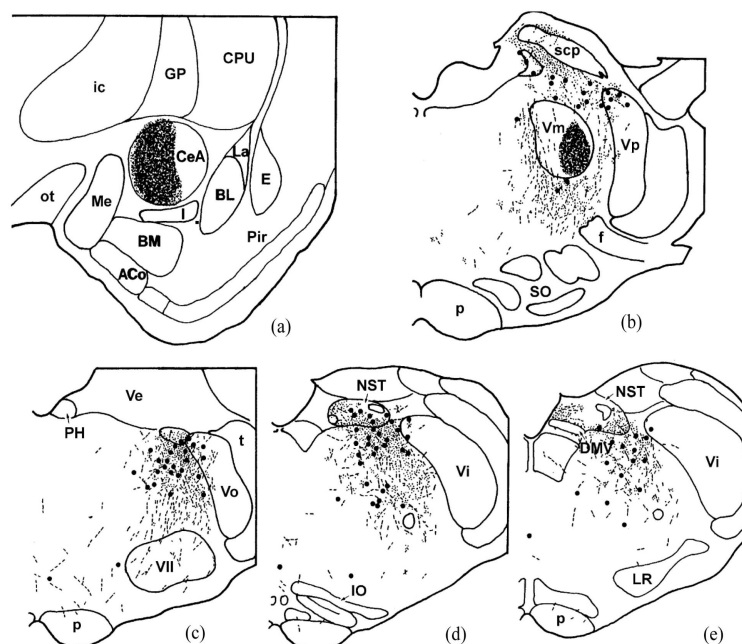 ic
GP
CPU
CeA
La
ot
Me
I
BL
E
BM
Pir
ACo
(a)
scp
Vm
Vp
f
SO
p
(b)
Ve
PH
t
Vo
VII
p
(c)
NST
Vi
IO
(d)
NST
DMV
Vi
LR
p
(e)